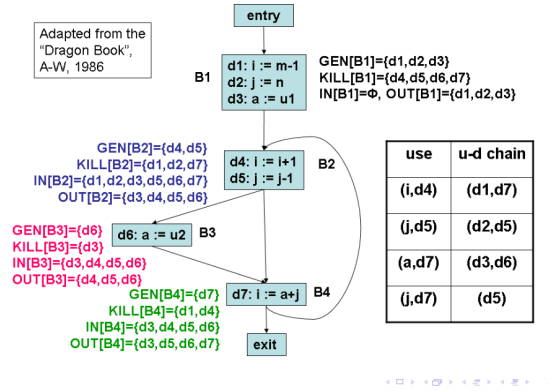 entry
Adapted from the
“Dragon Book”,
A-W, 1986
B1
d1: i := m-1
d2: j := n
d3: a := u1
GEN[B1]={d1,d2,d3}
KILL[B1]={d4,d5,d6,d7}
IN[B1]=Φ, OUT[B1]={d1,d2,d3}
GEN[B2]={d4,d5}
KILL[B2]={d1,d2,d7}
IN[B2]={d1,d2,d3,d5,d6,d7}
OUT[B2]={d3,d4,d5,d6}
d4: i := i+1
d5: j := j-1
B2
GEN[B3]={d6}
KILL[B3]={d3}
IN[B3]={d3,d4,d5,d6}
OUT[B3]={d4,d5,d6}
d6: a := u2
B3
GEN[B4]={d7}
KILL[B4]={d1,d4}
IN[B4]={d3,d4,d5,d6}
OUT[B4]={d3,d5,d6,d7}
d7: i := a+j
B4
exit
use u-d chain
(i,d4) (d1,d7)
(j,d5) (d2,d5)
(a,d7) (d3,d6)
(j,d7) (d5)